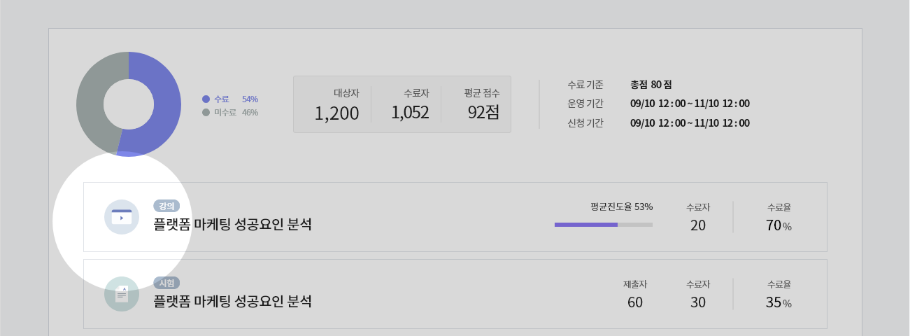 수료 54%
미수료 46%
대상자 수료자 평균 점수
1,200 1,052 92점
수료 기준 총점 80점
운영 기간 09/10 12:00~11/10 12:00
신청 기간 09/10 12:00~11/10 12:00
강의
플랫폼 마케팅 성공요인 분석
평균진도율 53%
수료자
20
수료율
70%
시험
플랫폼 마케팅 성공요인 분석
제출자
60
수료자
30
수료율
35%